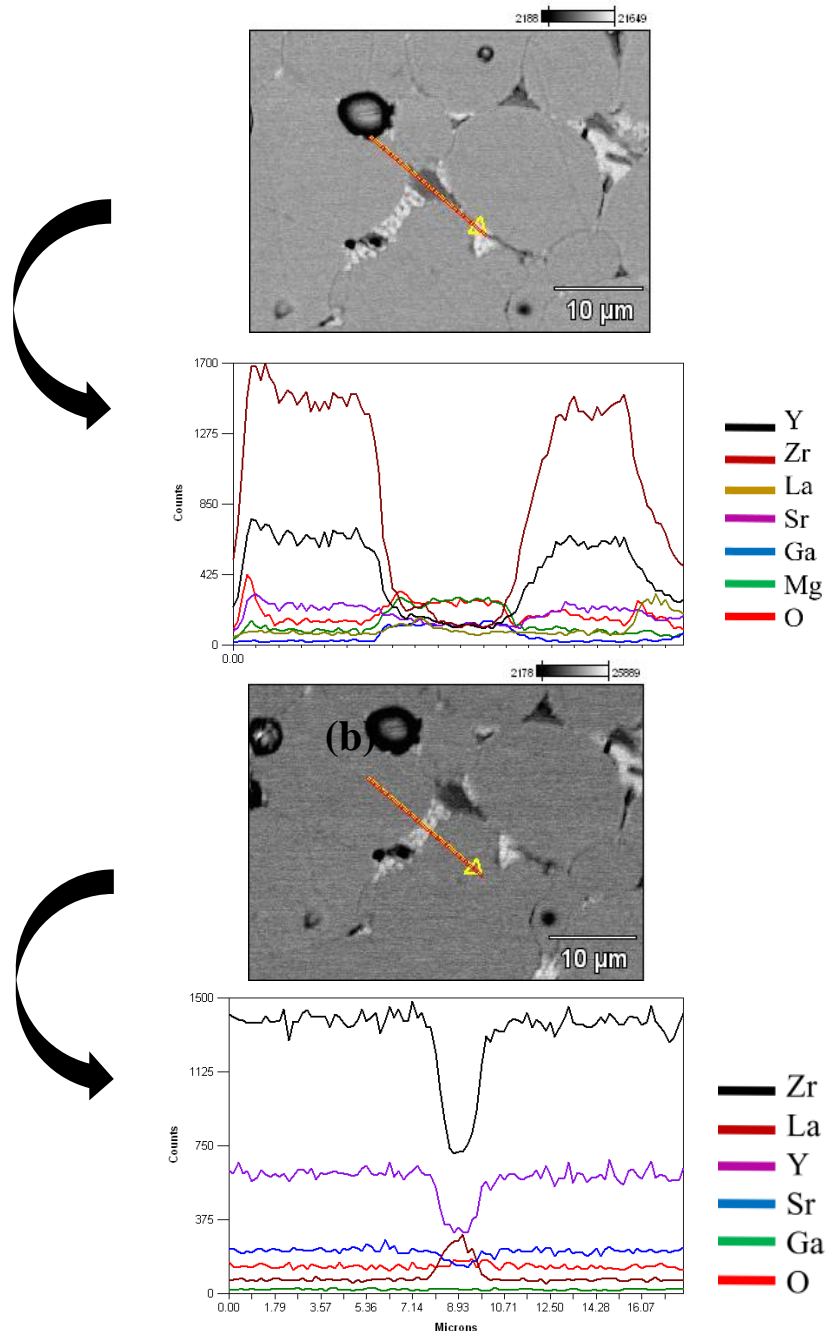 2188 21649
10 µm
1700
1275
850
425
0
0.00
Counts
Y
Zr
La
Sr
Ga
Mg
O
2178 25889
(b)
10 µm
1500
1125
750
375
0
Counts
0.00 1.79 3.57 5.36 7.14 8.93 10.71 12.50 14.28 16.07
Microns
Zr
La
Y
Sr
Ga
O